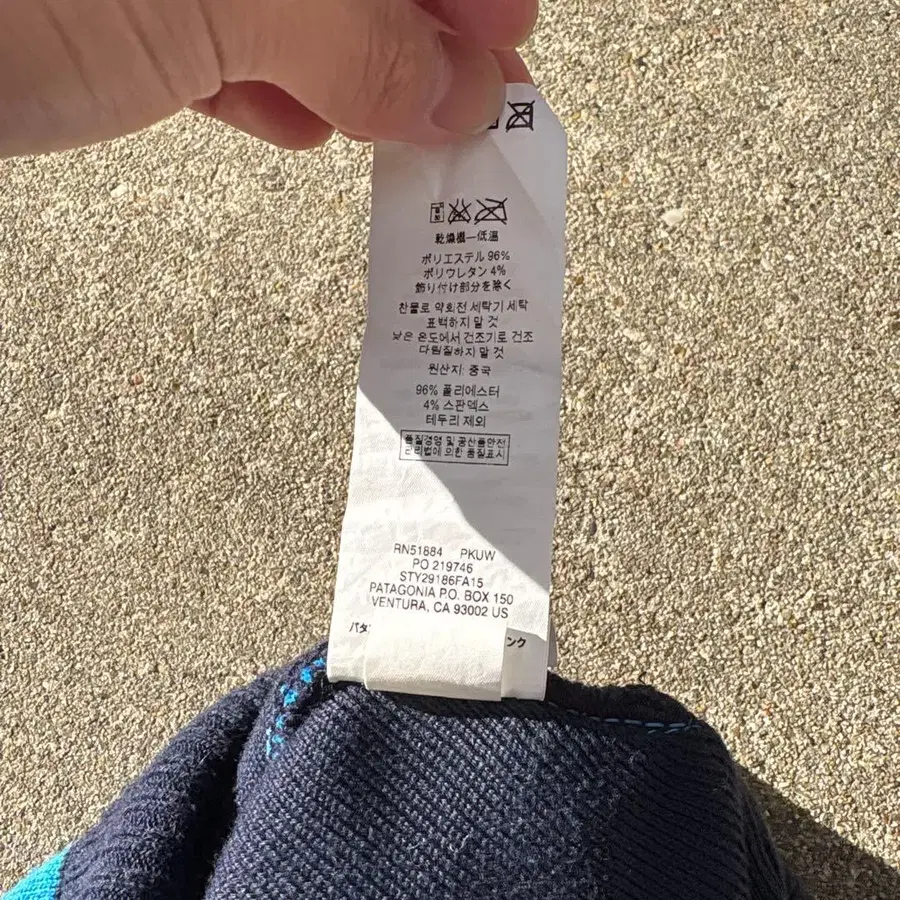 乾燥機—低温
ポリエステル 96%
ポリウレタン 4%
飾り付け部分を除く
찬물로 약회전 세탁기 세탁
표백하지 말 것
낮은 온도에서 건조기로 건조
다림질하지 말 것
원산지: 중국
96% 폴리에스터
4% 스판덱스
테두리 제외
품질경영 및 공산품안전
관리법에 의한 품질표시
RN51884 PKUW
PO 219746
STY29186FA15
PATAGONIA P.O. BOX 150
VENTURA, CA 93002 US